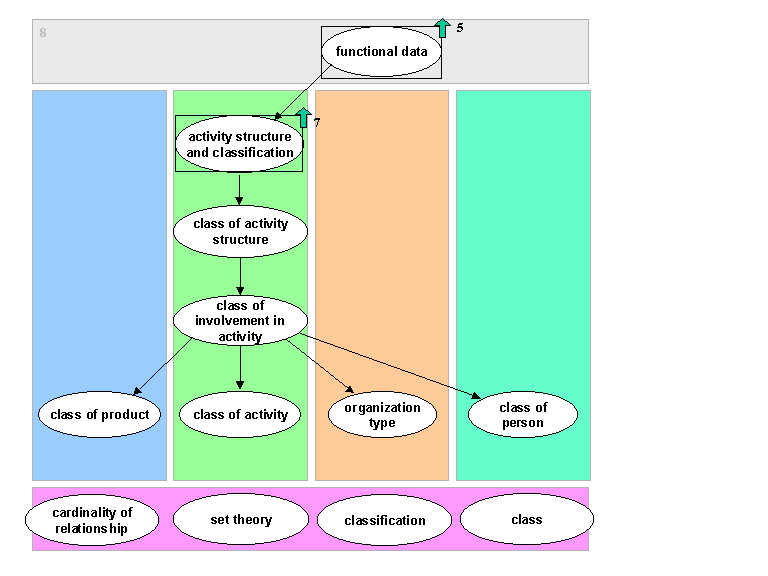 8
functional data
5
activity structure
and classification
7
class of activity
structure
class of
involvement in
activity
class of product
class of activity
organization
type
class of
person
cardinality of
relationship
set theory
classification
class